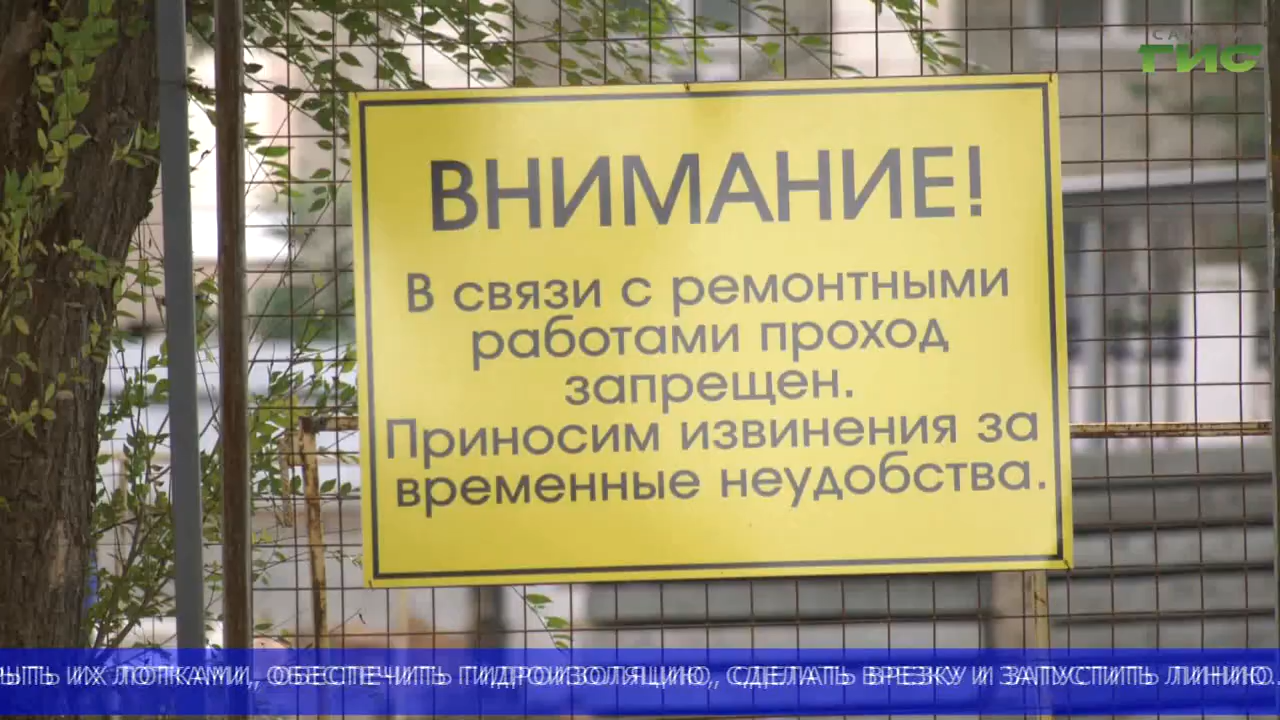 ГИС
ВНИМАНИЕ!
В связи с ремонтными
работами проход
запрещен.
Приносим извинения за
временные неудобства.
ИХ ЛОТКАМИ, ОБЕСПЕЧИТЬ ГИДРОИЗОЛЯЦИЮ, СДЕЛАТЬ ВРЕЗКУ И ЗАПУСТИТЬ ЛИНИЮ.